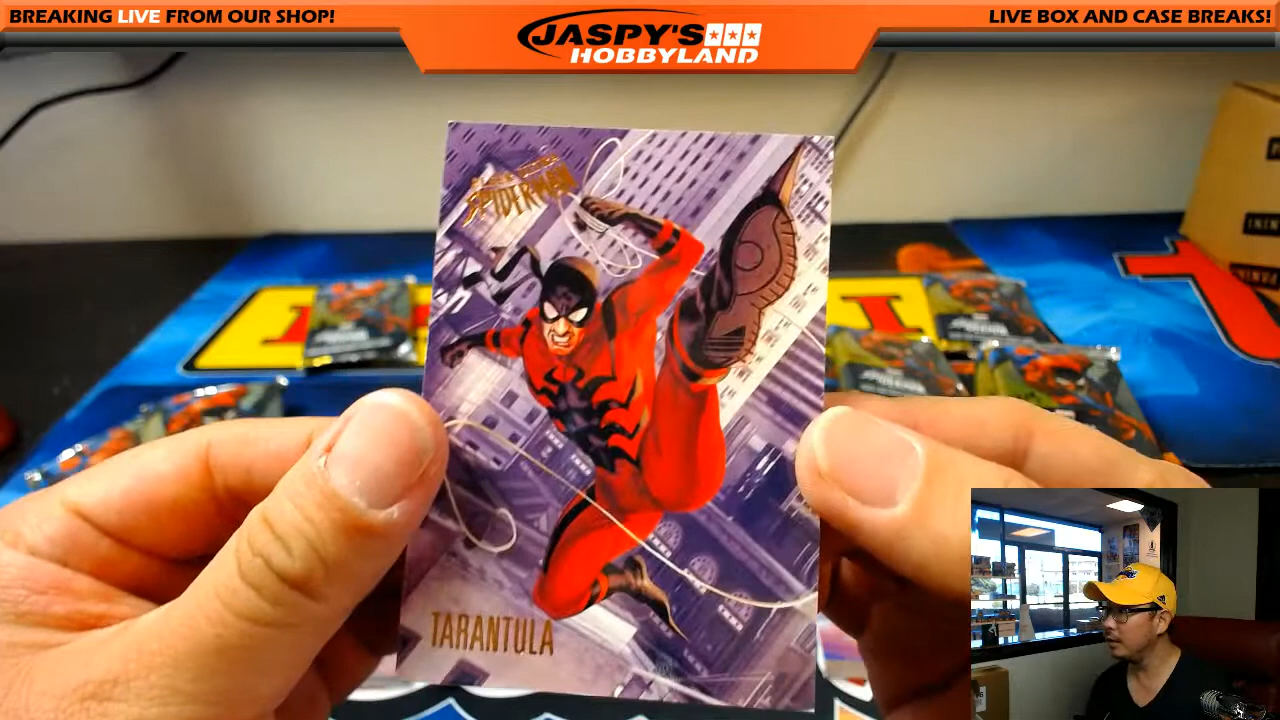 BREAKING LIVE FROM OUR SHOP!
JASPY'S
HOBBYLAND
LIVE BOX AND CASE BREAKS!
SPIDER-MAN
TARANTULA